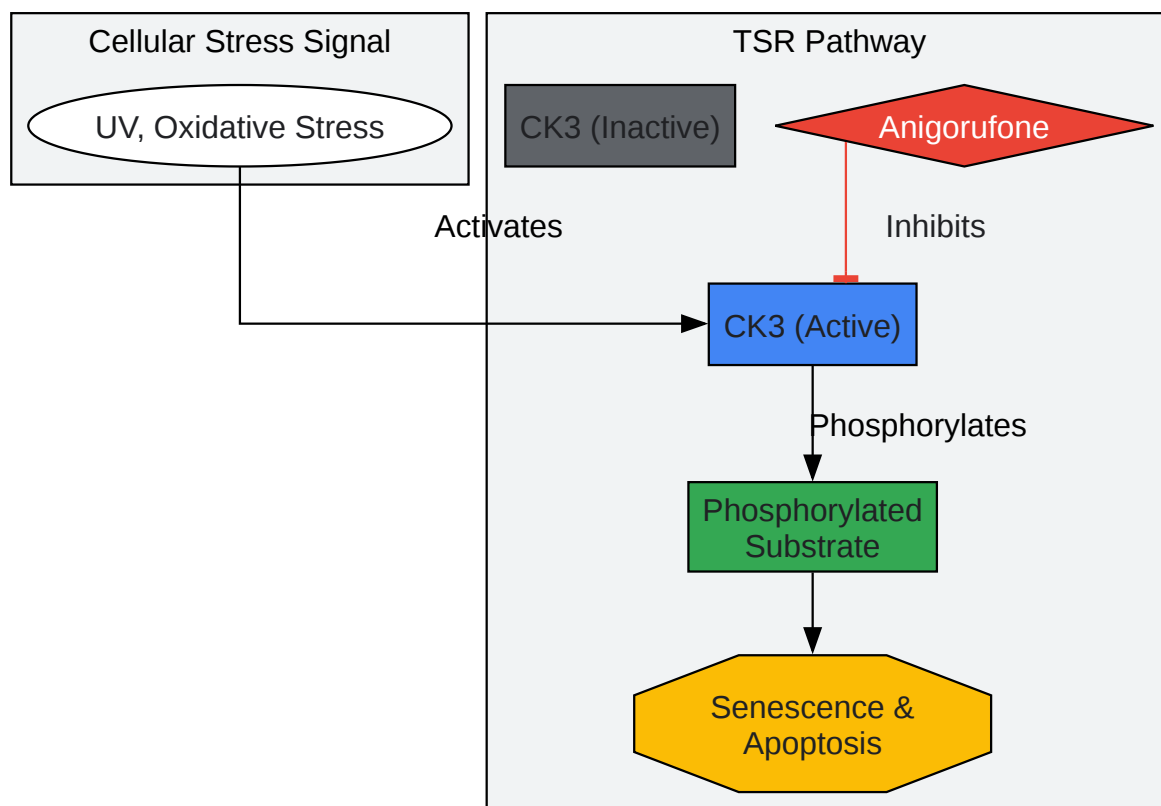 Cellular Stress Signal
TSR Pathway
UV, Oxidative Stress
CK3 (Inactive)
Anigorufone
Activates
Inhibits
CK3 (Active)
Phosphorylates
Phosphorylated
Substrate
Senescence &
Apoptosis